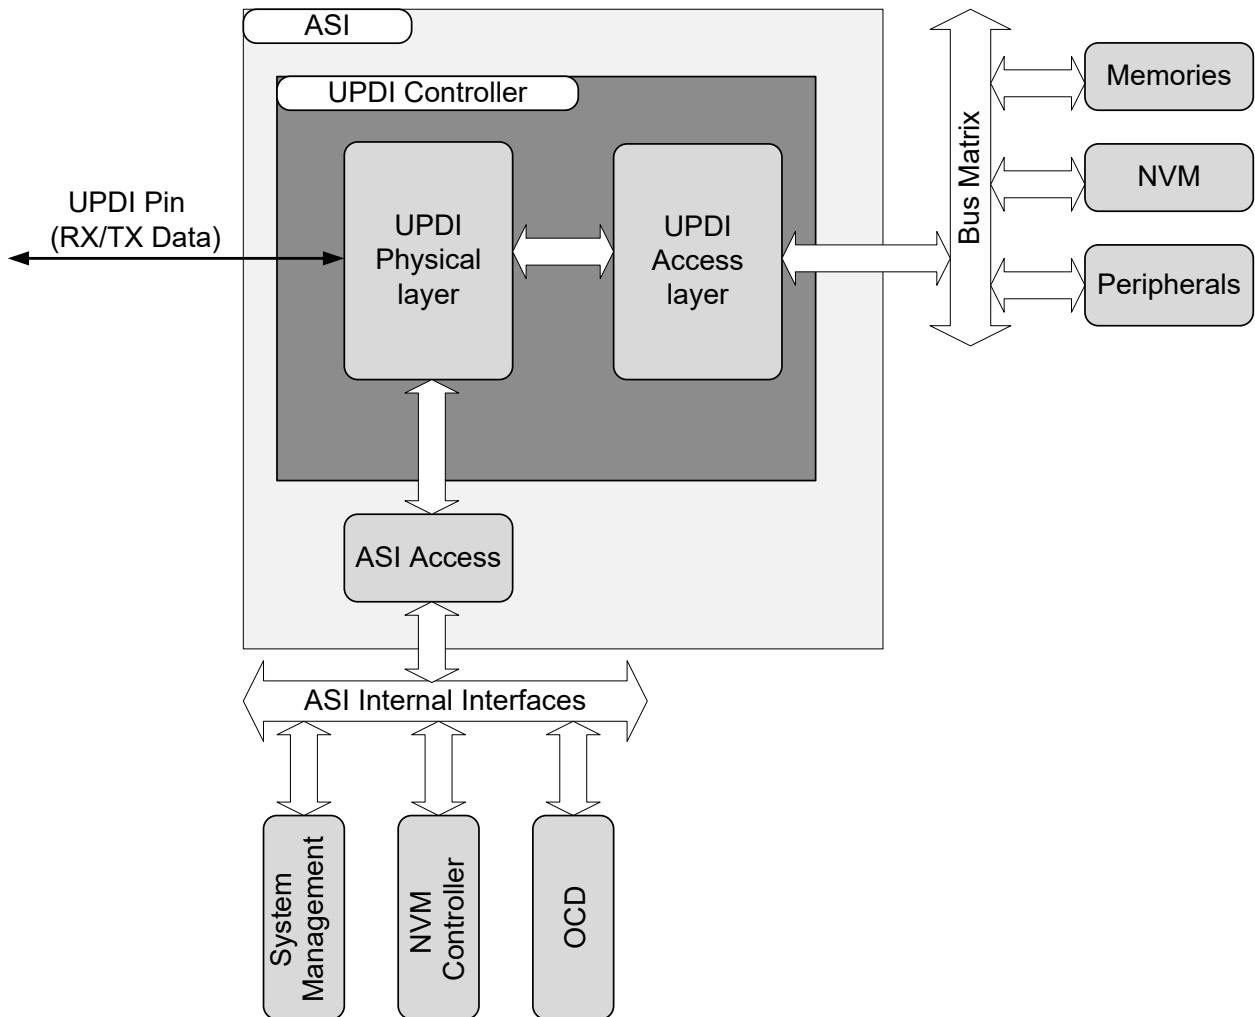 ASI
UPDI Controller
UPDI Pin
(RX/TX Data)
UPDI
Physical
layer
UPDI
Access
layer
Bus Matrix
Memories
NVM
Peripherals
ASI Access
ASI Internal Interfaces
System
Management
NVM
Controller
OCD